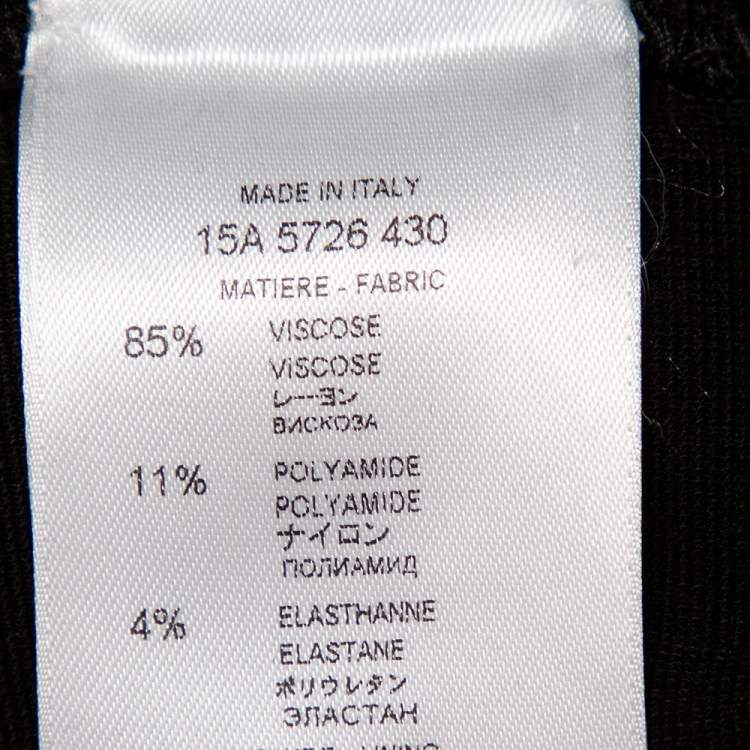 MADE IN ITALY
15A 5726 430
MATIERE - FABRIC
85% VISCOSE
VISCOSE
レーヨン
ВИСКОЗА
11% POLYAMIDE
POLYAMIDE
ナイロン
ПОЛИАМИД
4% ELASTHANNE
ELASTANE
ポリウレタン
ЭЛАСТАН